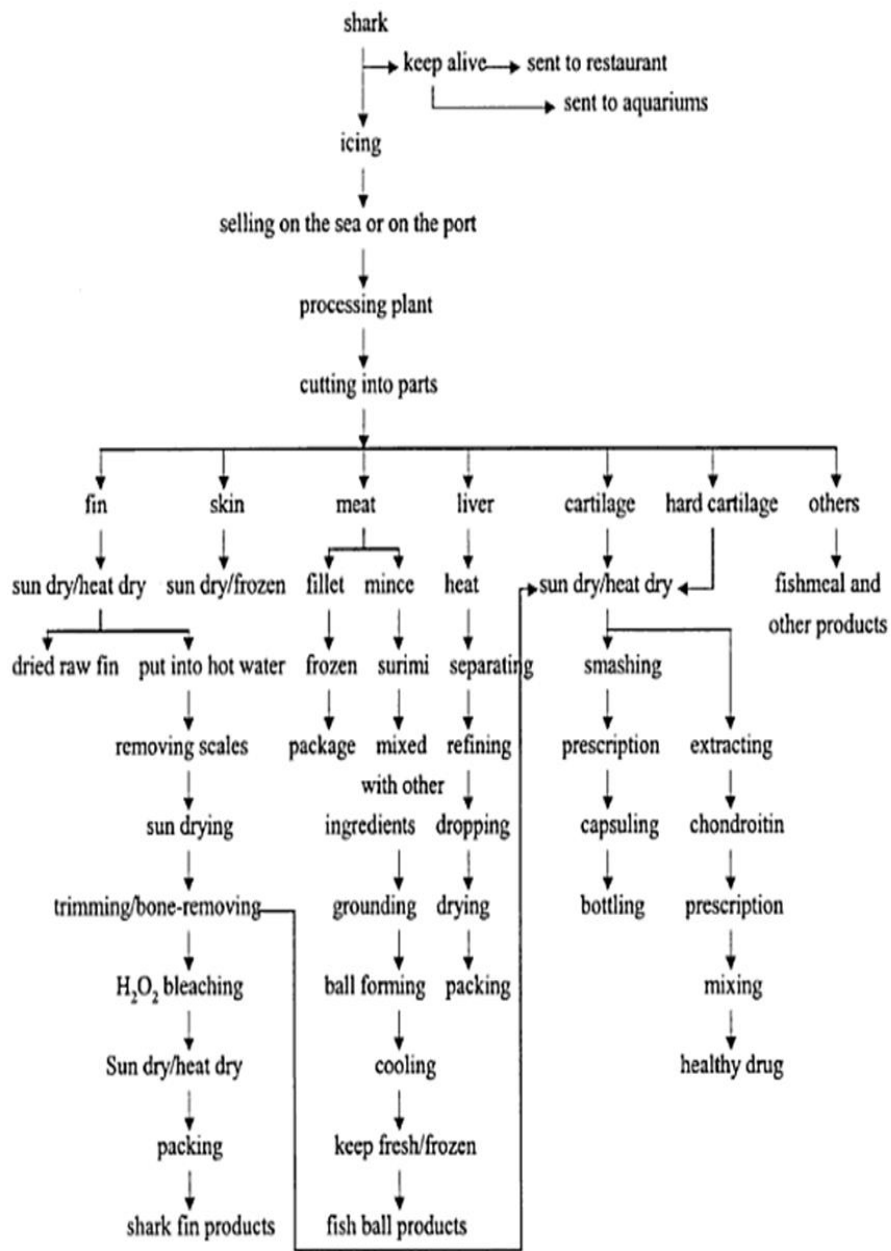 shark
keep alive sent to restaurant
sent to aquariums
icing
selling on the sea or on the port
processing plant
cutting into parts
fin skin meat liver cartilage hard cartilage others
sun dry/heat dry sun dry/frozen fillet mince heat sun dry/heat dry fishmeal and
other products
dried raw fin put into hot water frozen surimi separating smashing
removing scales package mixed refining prescription extracting
with other
sun drying ingredients dropping capsuling chondroitin
trimming/bone-removing grounding drying bottling prescription
H₂O₂ bleaching ball forming packing mixing
Sun dry/heat dry cooling healthy drug
packing keep fresh/frozen
shark fin products fish ball products